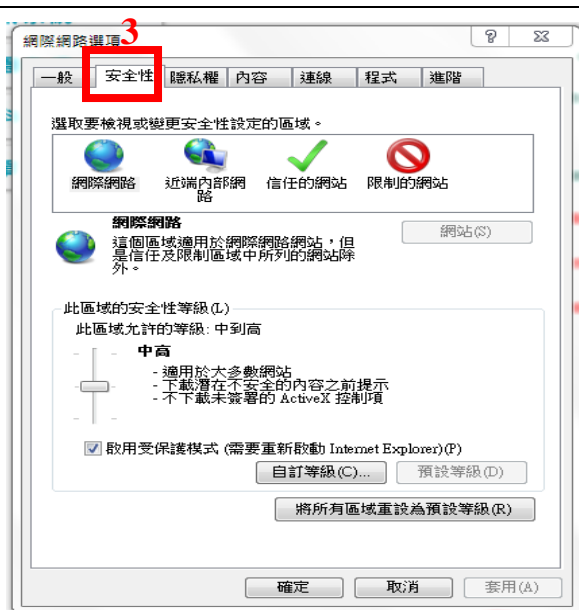 3
網際網路選項
一般 安全性 隱私權 內容 連線 程式 進階
選取要檢視或變更安全性設定的區域。
網際網路 近端內部網路 信任的網站 限制的網站
網際網路
這個區域適用於網際網路網站，但
是信任及限制區域中所列的網站除
外。
網站(S)
此區域的安全性等級(L)
此區域允許的等級: 中到高
中高
- 適用於大多數網站
- 下載潛在不安全的內容之前提示
- 不下載未簽署的 ActiveX 控制項
啟用受保護模式 (需要重新啟動 Internet Explorer)(P)
自訂等級(C)... 預設等級(D)
將所有區域重設為預設等級(R)
確定 取消 套用(A)